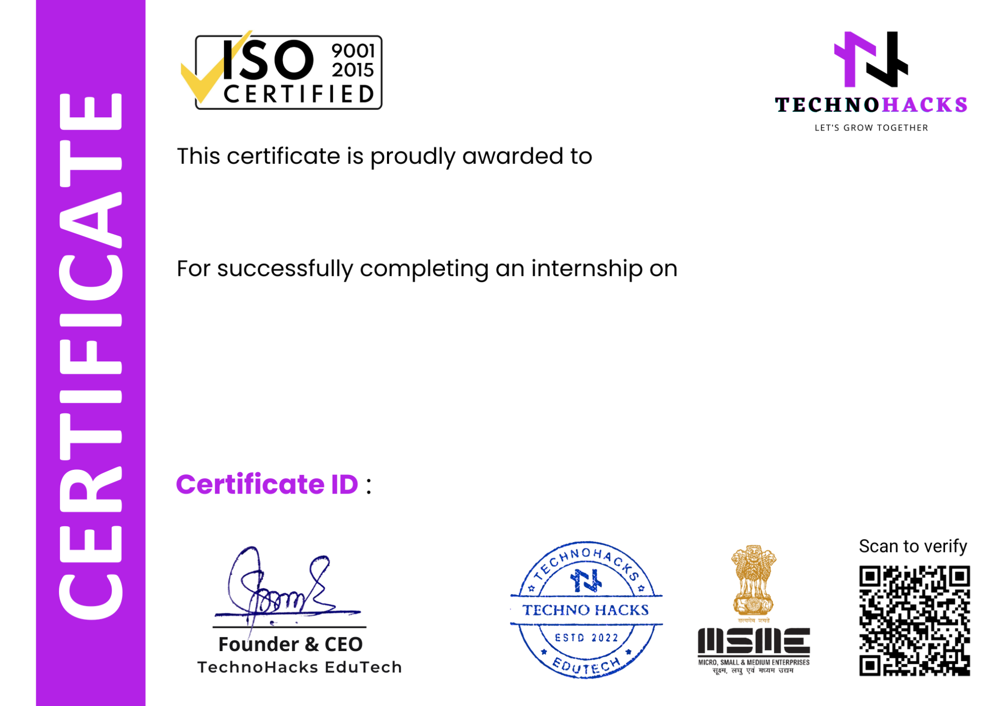 CERTIFICATE
ISO 9001
2015
CERTIFIED
TECHNOHACKS
LET'S GROW TOGETHER
This certificate is proudly awarded to
For successfully completing an internship on
Certificate ID :
Founder & CEO
TechnoHacks EduTech
TECHNOHACKS
TECHNO HACKS
ESTD 2022
EDUTECH
सत्यमेव जयते
MSME
MICRO, SMALL & MEDIUM ENTERPRISES
सूक्ष्म, लघु एवं मध्यम उद्यम
Scan to verify